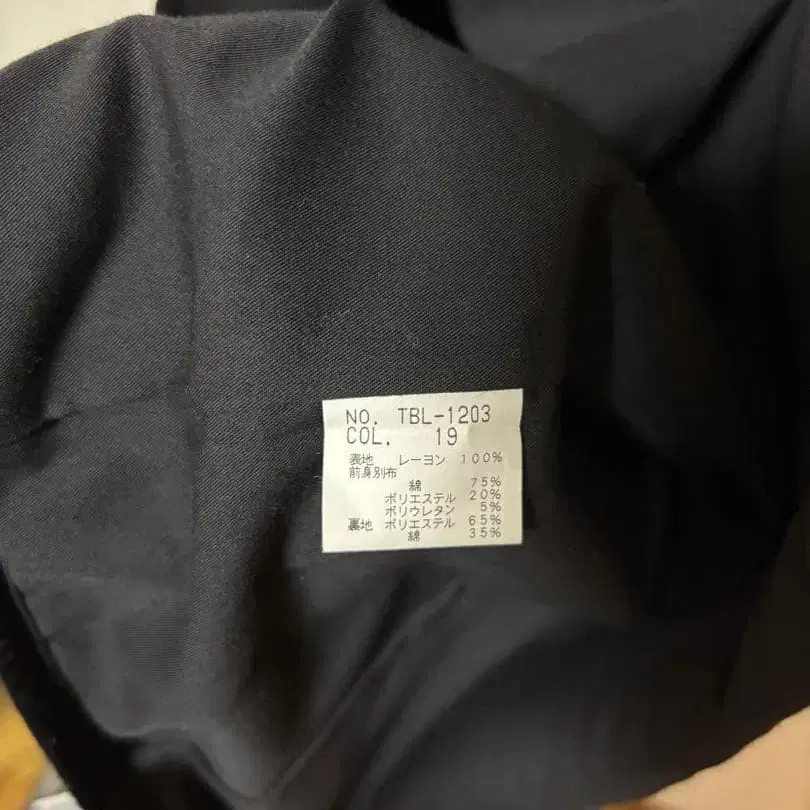 NO. TBL-1203
COL. 19
表地 レーヨン 100%
前身別布
綿 75%
ポリエステル 20%
ポリウレタン 5%
裏地 ポリエステル 65%
綿 35%